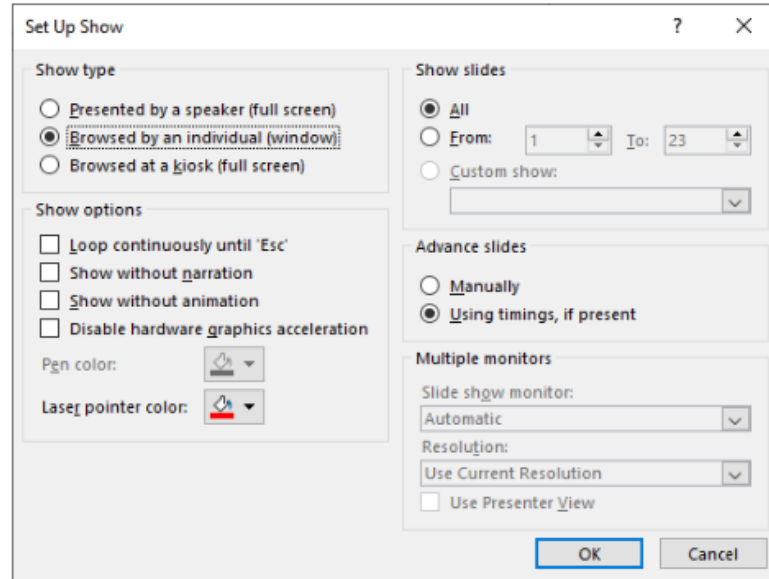 Set Up Show
?
Show type
Presented by a speaker (full screen)
Browsed by an individual (window)
Browsed at a kiosk (full screen)
Show options
Loop continuously until 'Esc'
Show without narration
Show without animation
Disable hardware graphics acceleration
Pen color:
Laser pointer color:
Show slides
All
From: 1 To: 23
Custom show:
Advance slides
Manually
Using timings, if present
Multiple monitors
Slide show monitor:
Automatic
Resolution:
Use Current Resolution
Use Presenter View
OK Cancel